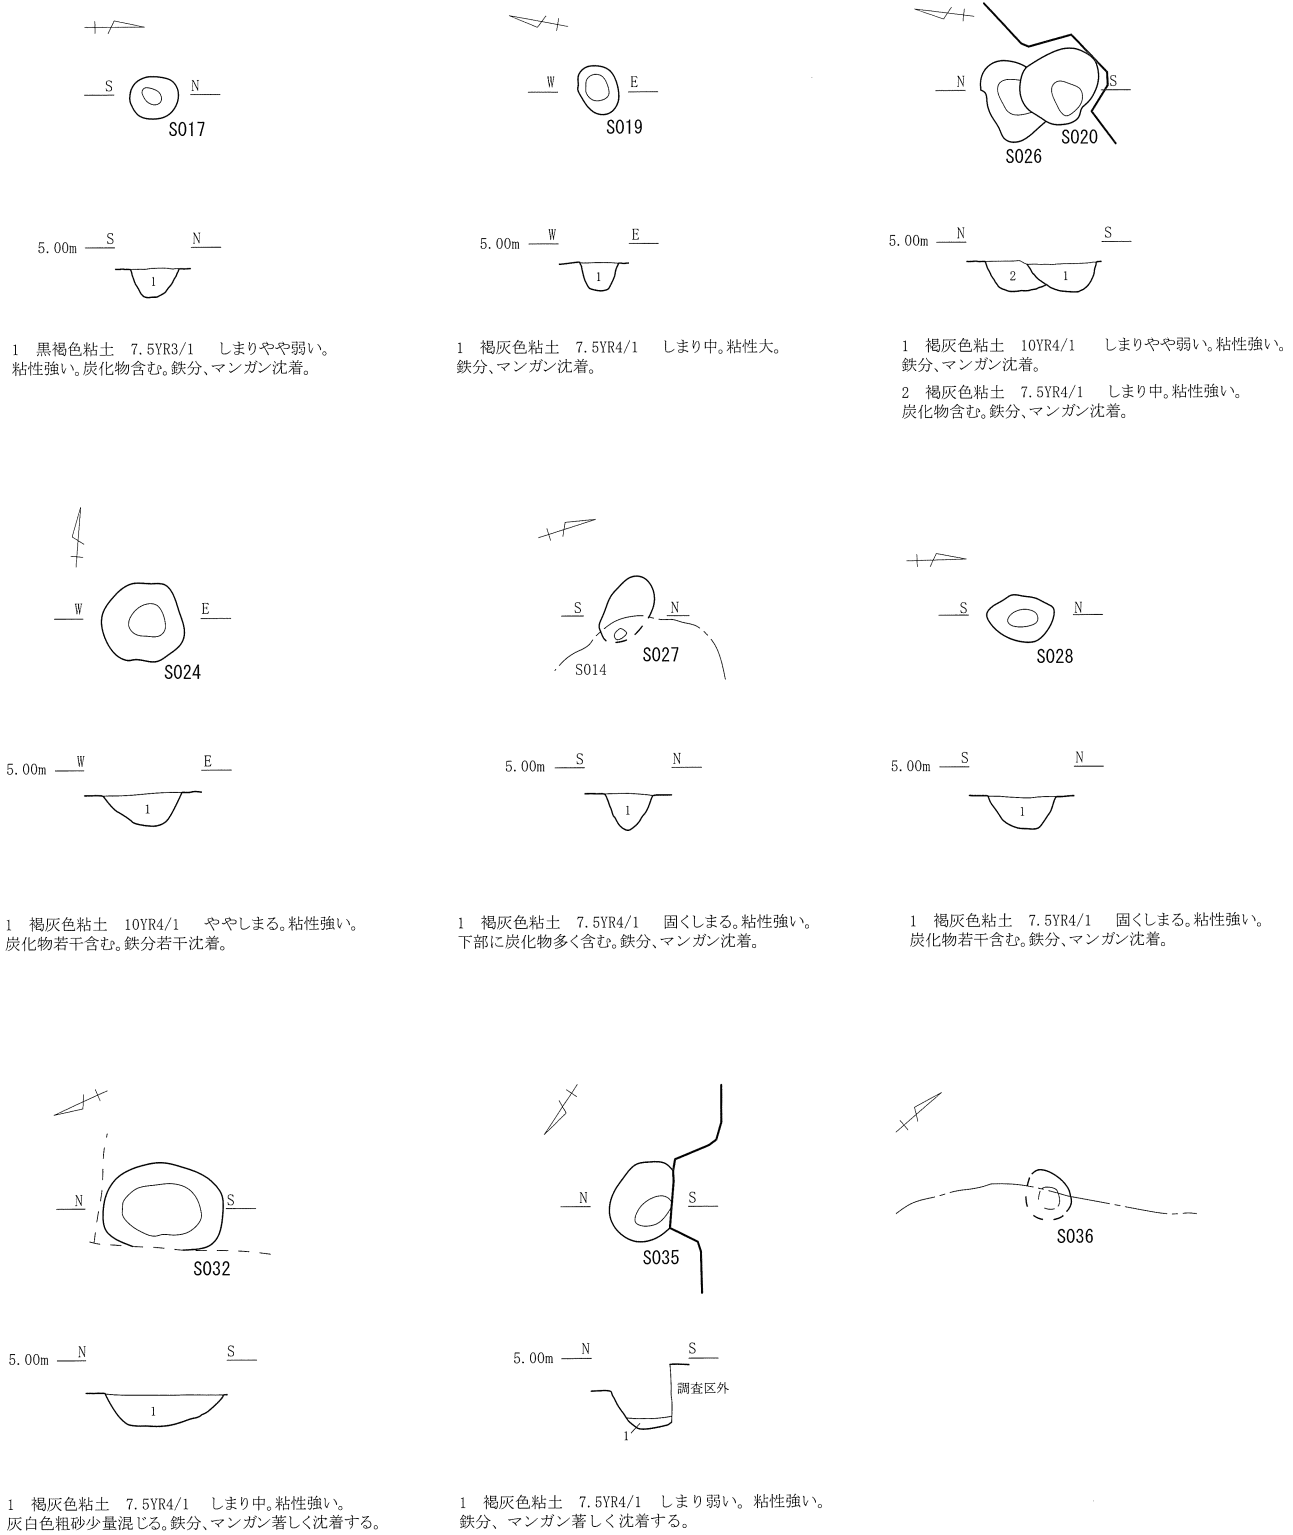 S N
S017
5.00m S N
1
1 黒褐色粘土 7.5YR3/1 しまりやや弱い。
粘性強い。炭化物含む。鉄分、マンガン沈着。
W E
S019
5.00m W E
1
1 褐灰色粘土 7.5YR4/1 しまり中。粘性大。
鉄分、マンガン沈着。
N S
S020
S026
5.00m N S
2 1
1 褐灰色粘土 10YR4/1 しまりやや弱い。粘性強い。
鉄分、マンガン沈着。
2 褐灰色粘土 7.5YR4/1 しまり中。粘性強い。
炭化物含む。鉄分、マンガン沈着。
W E
S024
5.00m W E
1
1 褐灰色粘土 10YR4/1 ややしまる。粘性強い。
炭化物若干含む。鉄分若干沈着。
S N
S027
S014
5.00m S N
1
1 褐灰色粘土 7.5YR4/1 固くしまる。粘性強い。
下部に炭化物多く含む。鉄分、マンガン沈着。
S N
S028
5.00m S N
1
1 褐灰色粘土 7.5YR4/1 固くしまる。粘性強い。
炭化物若干含む。鉄分、マンガン沈着。
N S
S032
5.00m N S
1
1 褐灰色粘土 7.5YR4/1 しまり中。粘性強い。
灰白色粗砂少量混じる。鉄分、マンガン著しく沈着する。
N S
S035
5.00m N S
調査区外
1
1 褐灰色粘土 7.5YR4/1 しまり弱い。粘性強い。
鉄分、マンガン著しく沈着する。
S036